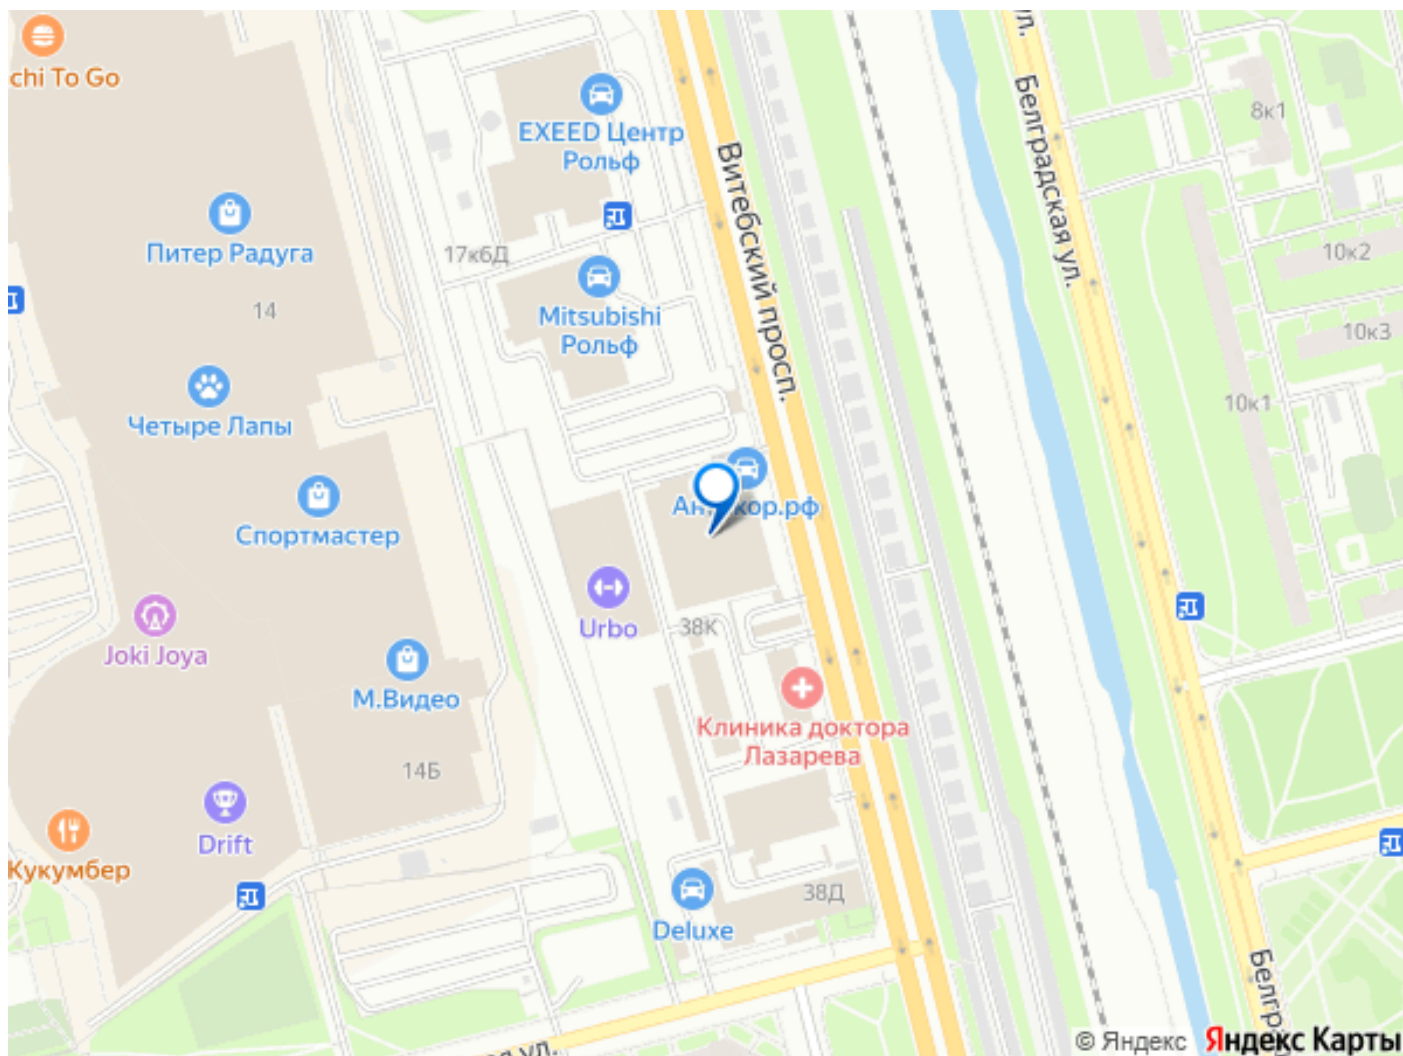 chi To Go
EXEED Центр
Рольф
Витебский просп.
Белградская ул.
8к1
Питер Радуга
17к6Д
10к2
14
Mitsubishi
Рольф
10к3
Четыре Лапы
10к1
Спортмастер
кор.рф
Urbo
38К
Joki Joya
М.Видео
Клиника доктора
Лазарева
14Б
Drift
Кукумбер
38Д
Deluxe
Белгр
ул.
© Яндекс Яндекс Карты